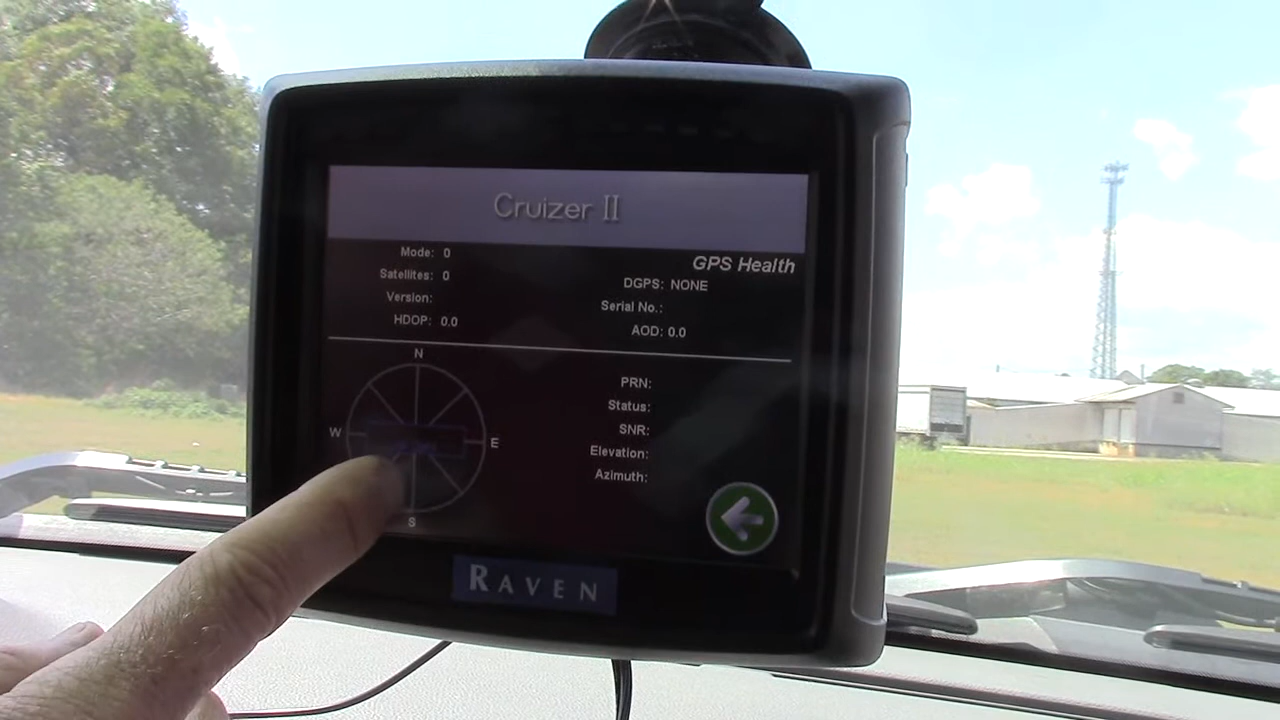 Cruizer II
GPS Health
Mode: 0
Satellites: 0
Version:
HDOP: 0.0
DGPS: NONE
Serial No.:
AOD: 0.0
N
W
E
S
PRN:
Status:
SNR:
Elevation:
Azimuth:
RAVEN